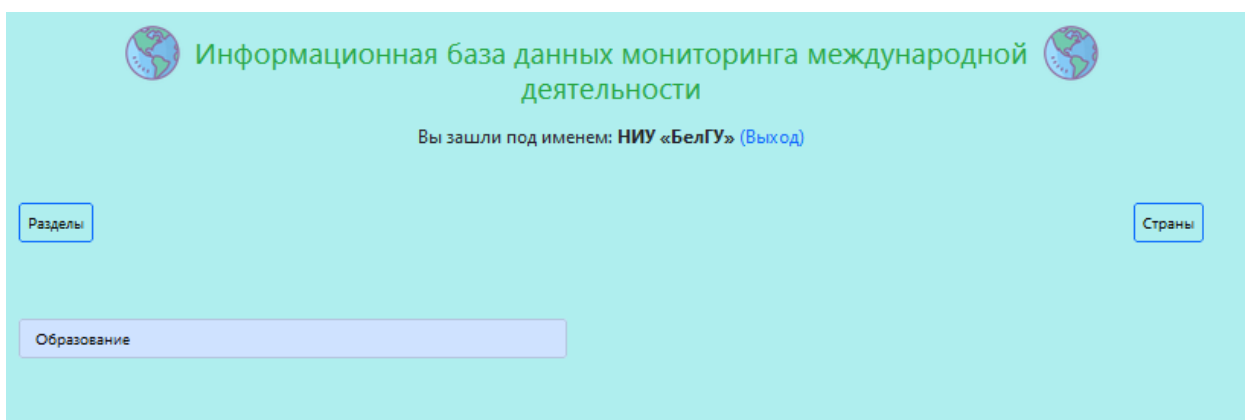 Информационная база данных мониторинга международной
деятельности
Вы зашли под именем: НИУ «БелГУ» (Выход)
Разделы
Страны
Образование